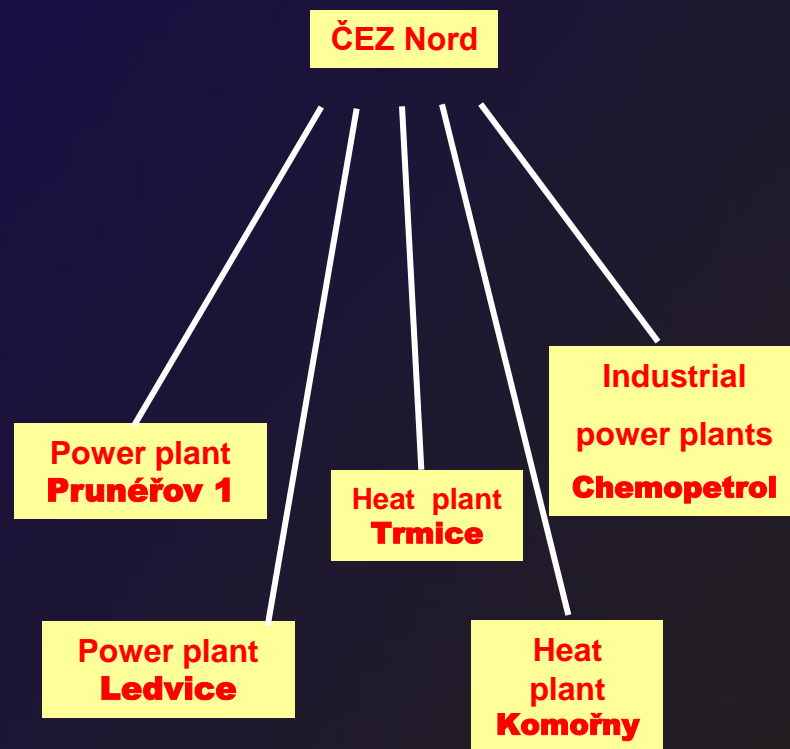 ČEZ Nord
Industrial
power plants
Chemopetrol
Power plant
Prunéřov 1
Heat plant
Trmice
Power plant
Ledvice
Heat
plant
Komořny